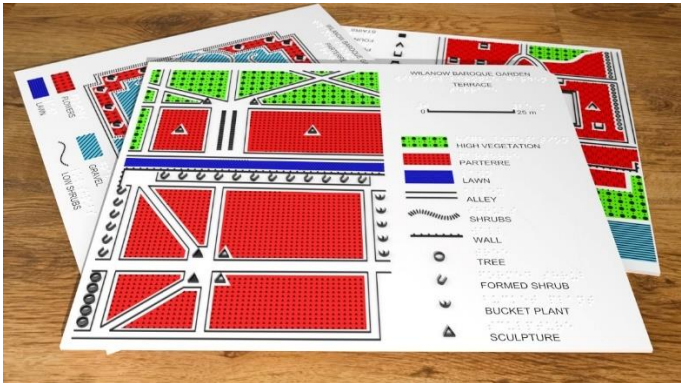 WILANOW BAROQUE GARDEN
TERRACE
0 25 m
HIGH VEGETATION
PARTERRE
LAWN
ALLEY
SHRUBS
WALL
TREE
FORMED SHRUB
BUCKET PLANT
SCULPTURE
LAWN
FLOWERS
LOW SHRUBS
GRAVEL